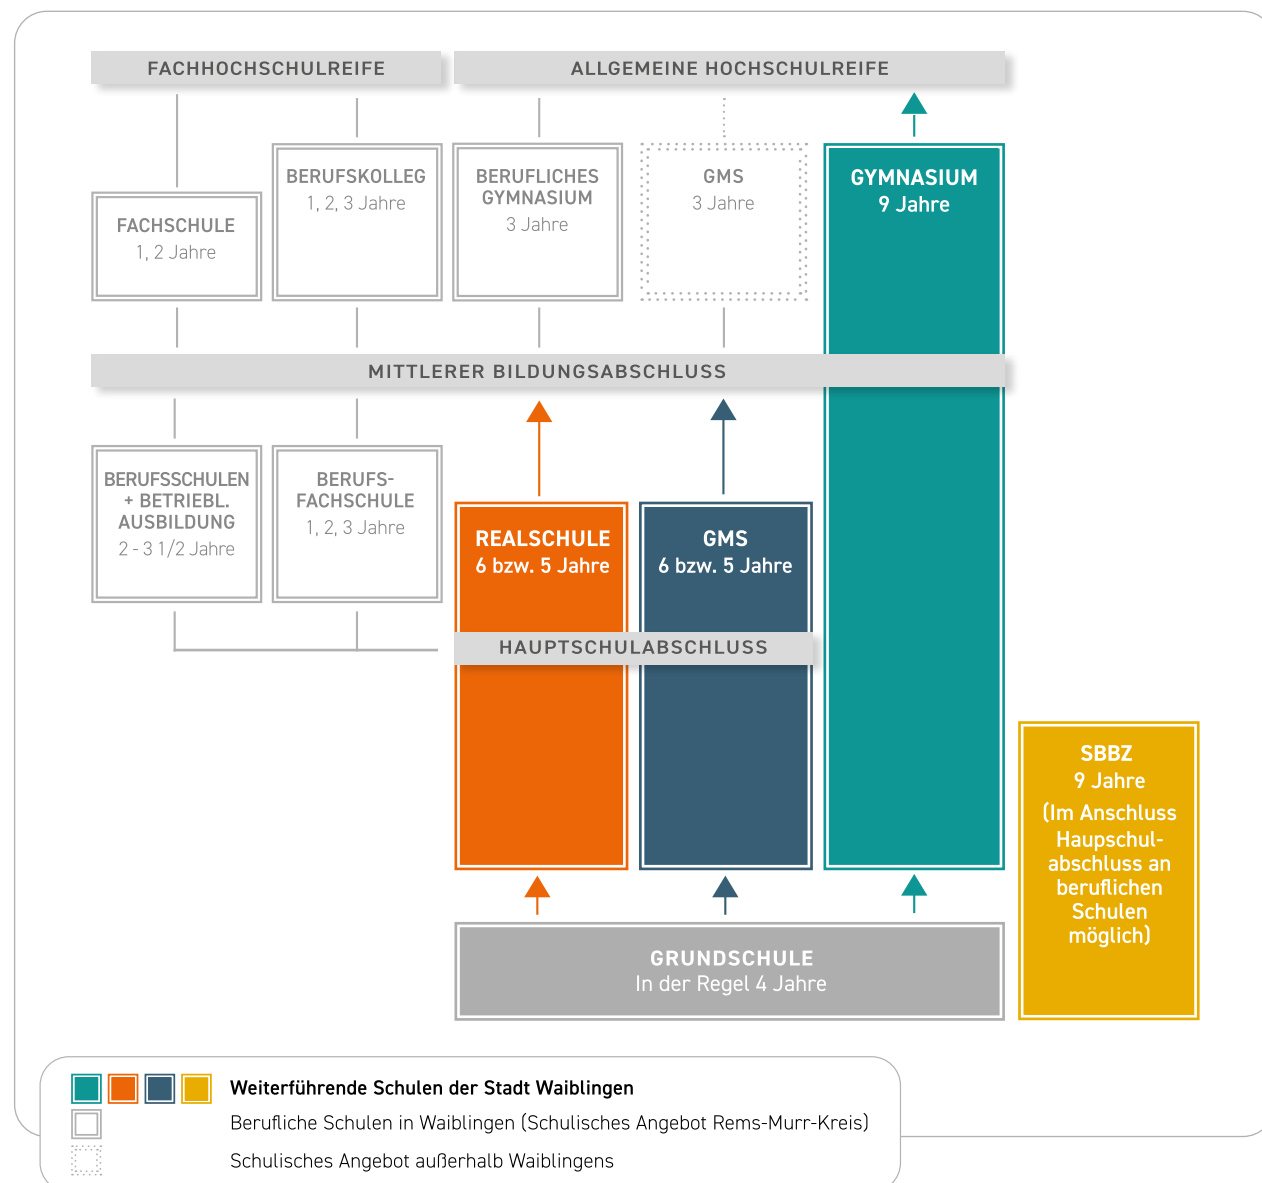 FACHHOCHSCHULREIFE
ALLGEMEINE HOCHSCHULREIFE
FACHSCHULE
1, 2 Jahre
BERUFSKOLLEG
1, 2, 3 Jahre
BERUFLICHES
GYMNASIUM
3 Jahre
GMS
3 Jahre
GYMNASIUM
9 Jahre
MITTLERER BILDUNGSABSCHLUSS
BERUFSSCHULEN
+ BETRIEBL.
AUSBILDUNG
2 - 3 1/2 Jahre
BERUFS-
FACHSCHULE
1, 2, 3 Jahre
REALSCHULE
6 bzw. 5 Jahre
GMS
6 bzw. 5 Jahre
HAUPTSCHULABSCHLUSS
SBBZ
9 Jahre
(Im Anschluss
Haupschul-
abschluss an
beruflichen
Schulen
möglich)
GRUNDSCHULE
In der Regel 4 Jahre
Weiterführende Schulen der Stadt Waiblingen
Berufliche Schulen in Waiblingen (Schulisches Angebot Rems-Murr-Kreis)
Schulisches Angebot außerhalb Waiblingens